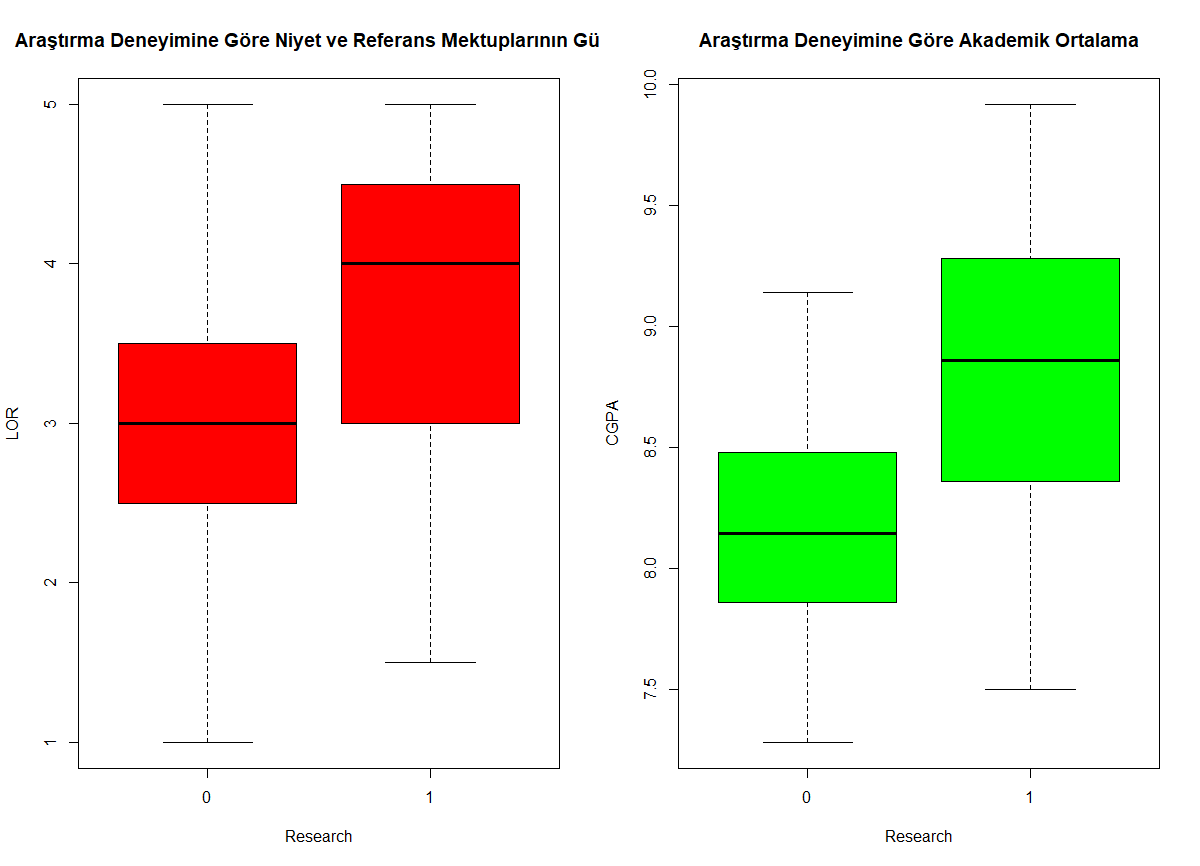 Araştırma Deneyimine Göre Niyet ve Referans Mektuplarının Gü
LOR
5
4
3
2
1
0 1
Research
Araştırma Deneyimine Göre Akademik Ortalama
CGPA
10.0
9.5
9.0
8.5
8.0
7.5
0 1
Research